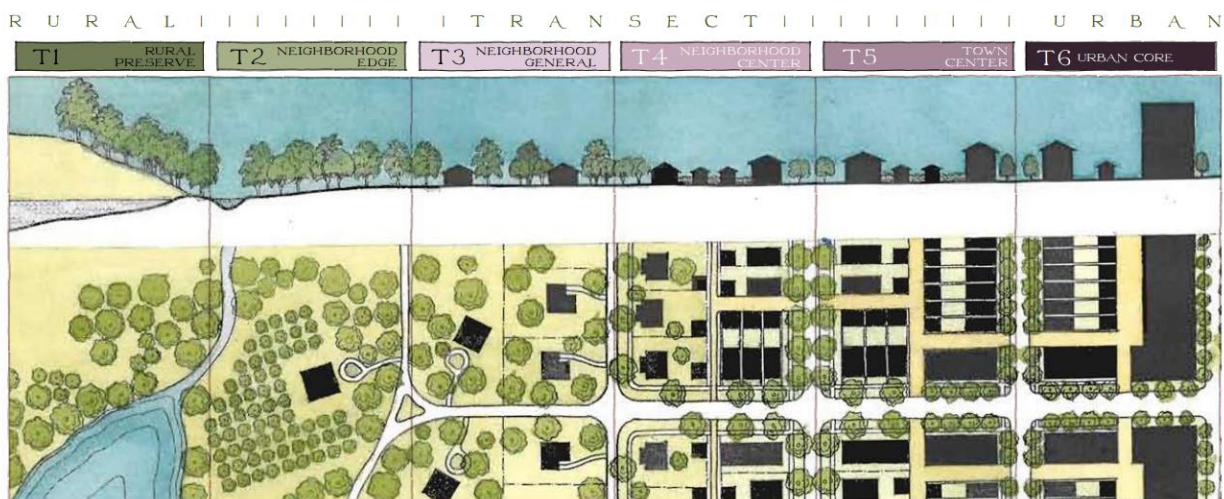 RURAL | | | | | | | | TRANSECT | | | | | | | | | | URBAN
T1 RURAL PRESERVE
T2 NEIGHBORHOOD EDGE
T3 NEIGHBORHOOD GENERAL
T4 NEIGHBORHOOD CENTER
T5 TOWN CENTER
T6 URBAN CORE